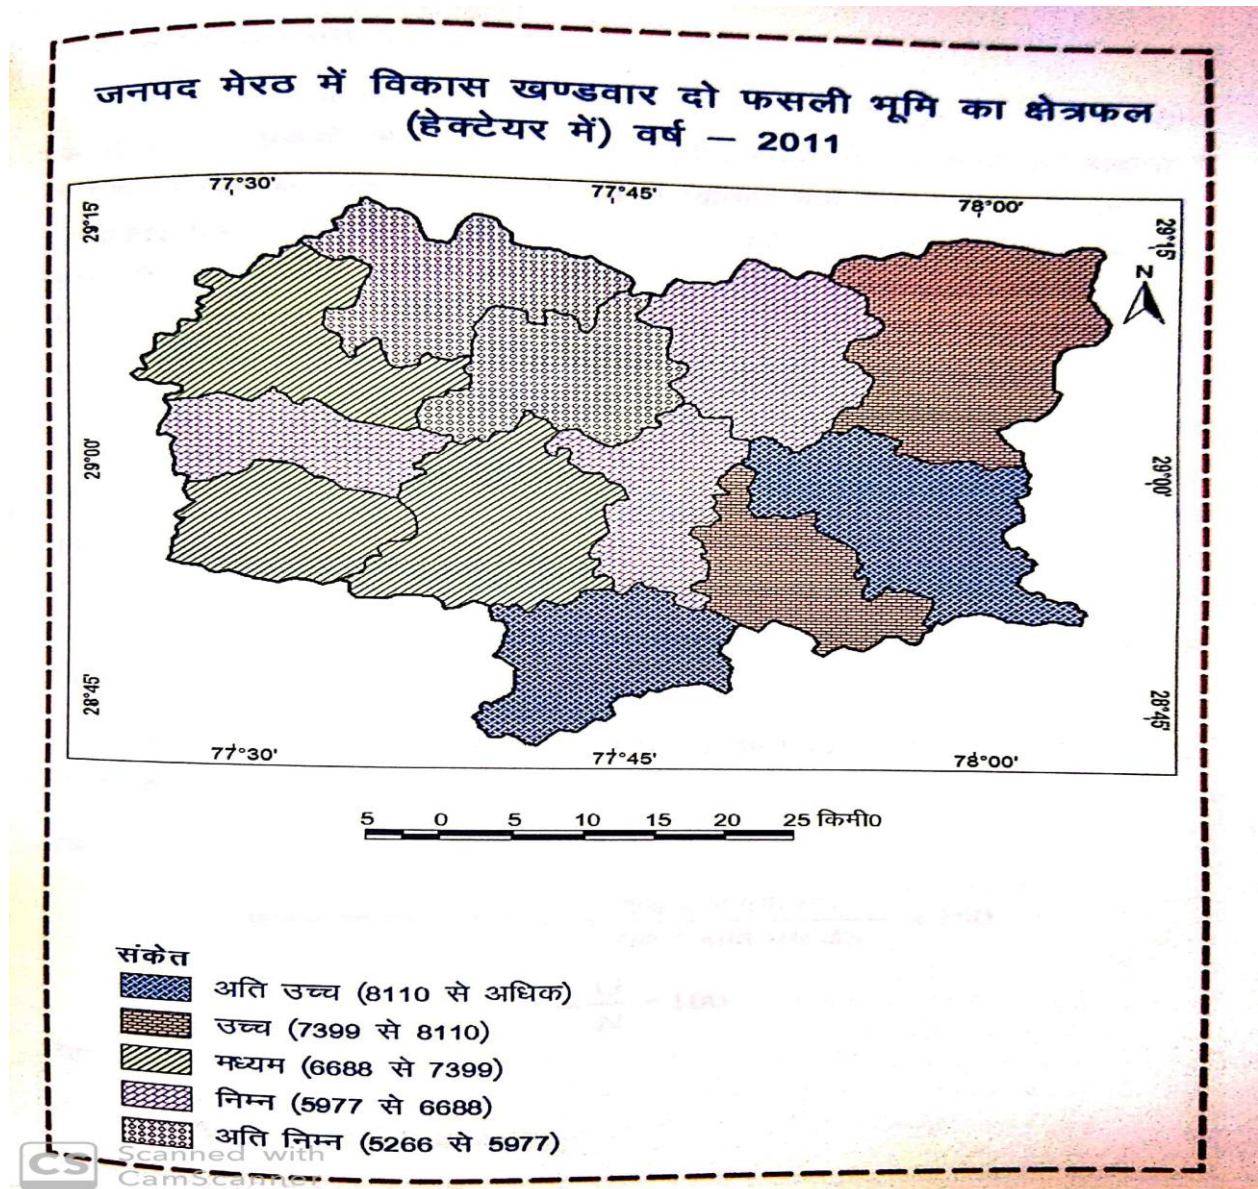 जनपद मेरठ में विकास खण्डवार दो फसली भूमि का क्षेत्रफल
(हेक्टेयर में) वर्ष – 2011
77°30' 77°45' 78°00'
29°15' 29°15'
N
29°00' 29°00'
28°45' 28°45'
77°30' 77°45' 78°00'
5 0 5 10 15 20 25 किमी0
संकेत
अति उच्च (8110 से अधिक)
उच्च (7399 से 8110)
मध्यम (6688 से 7399)
निम्न (5977 से 6688)
अति निम्न (5266 से 5977)
CS Scanned with
CamScanner